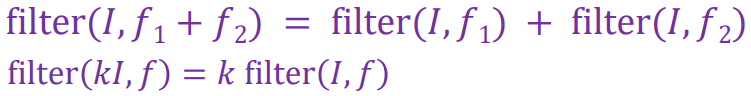 filter(I, f₁ + f₂) = filter(I, f₁) + filter(I, f₂)
filter(kI, f) = k filter(I, f)